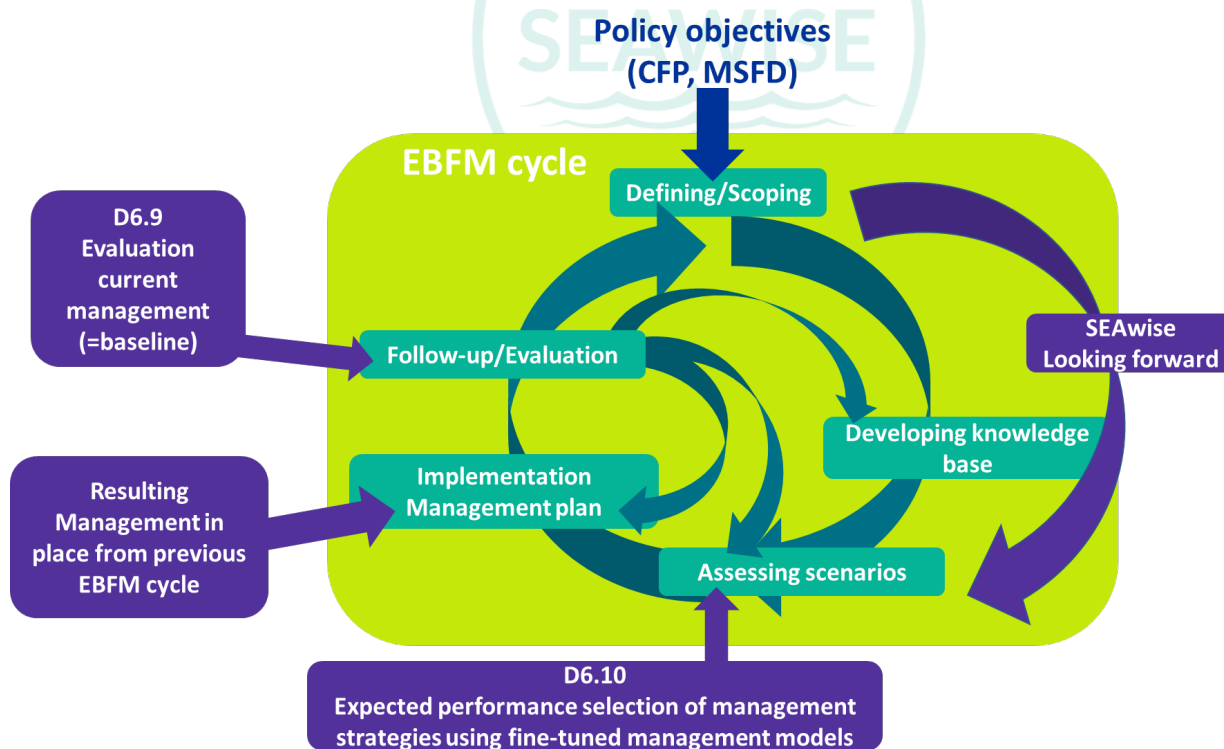 SEAWISE
Policy objectives
(CFP, MSFD)
EBFM cycle
Defining/Scoping
D6.9
Evaluation
current
management
(=baseline)
SEAwise
Looking forward
Follow-up/Evaluation
Developing knowledge
base
Implementation
Management plan
Resulting
Management in
place from previous
EBFM cycle
Assessing scenarios
D6.10
Expected performance selection of management
strategies using fine-tuned management models